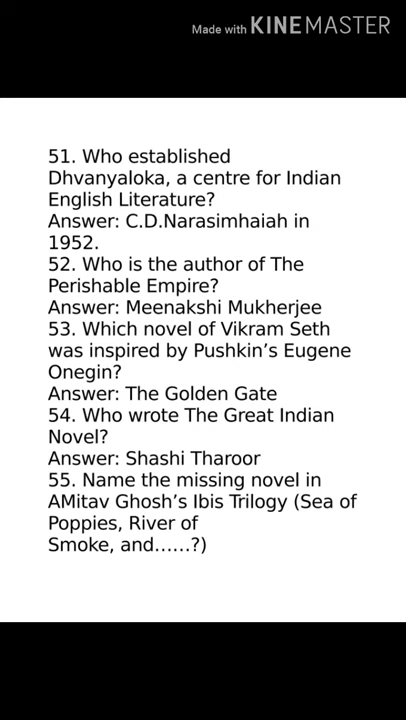 Made with KINEMASTER
51. Who established
Dhvanyaloka, a centre for Indian
English Literature?
Answer: C.D.Narasimhaiah in
1952.
52. Who is the author of The
Perishable Empire?
Answer: Meenakshi Mukherjee
53. Which novel of Vikram Seth
was inspired by Pushkin’s Eugene
Onegin?
Answer: The Golden Gate
54. Who wrote The Great Indian
Novel?
Answer: Shashi Tharoor
55. Name the missing novel in
AMitav Ghosh’s Ibis Trilogy (Sea of
Poppies, River of
Smoke, and……?)